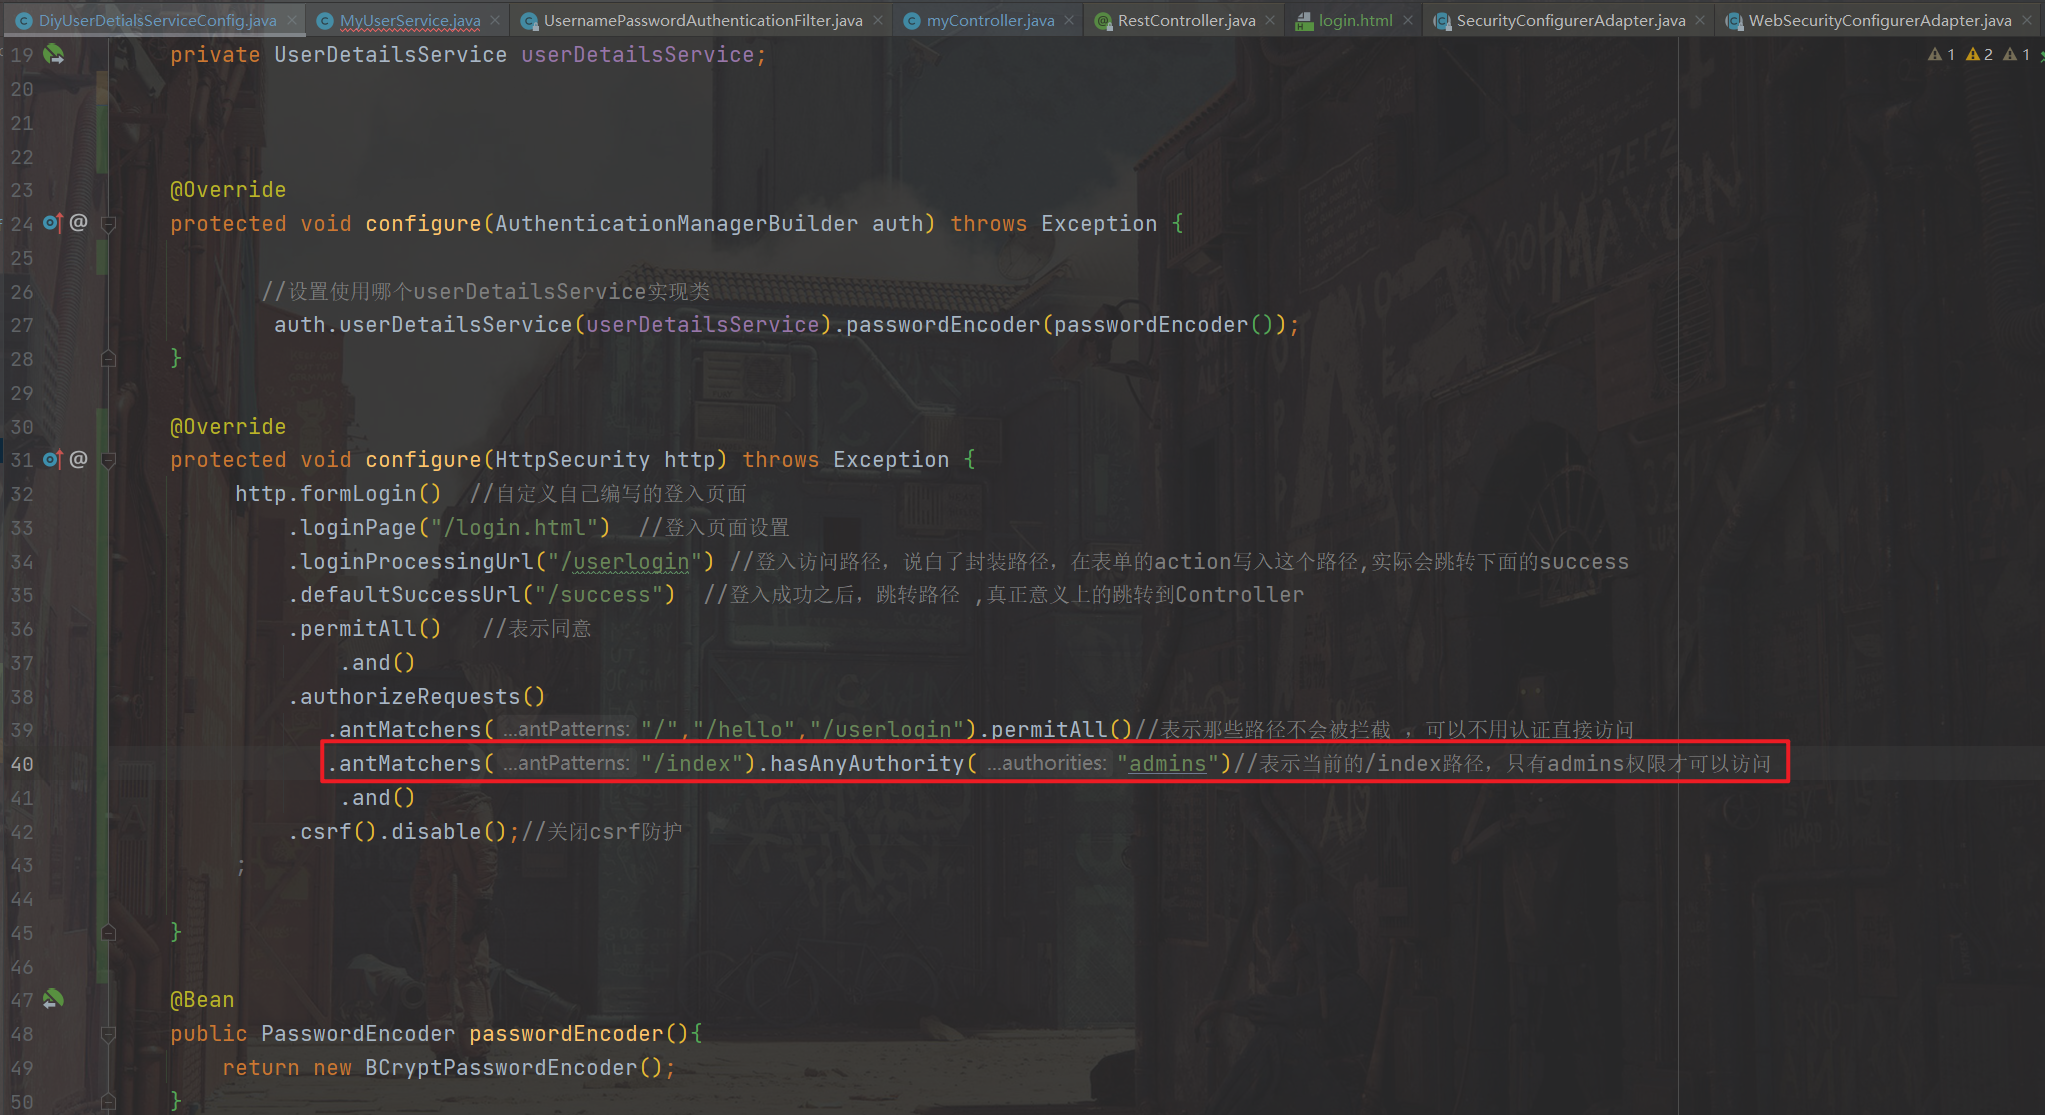 DiyUserDetialsServiceConfig.java MyUserService.java UsernamePasswordAuthenticationFilter.java myController.java RestController.java login.html SecurityConfigurerAdapter.java WebSecurityConfigurerAdapter.java
19 private UserDetailsService userDetailsService; 1 2 1
20
21
22
23 @Override
24 protected void configure(AuthenticationManagerBuilder auth) throws Exception {
25
26 //设置使用哪个userDetailsService实现类
27 auth.userDetailsService(userDetailsService).passwordEncoder(passwordEncoder());
28 }
29
30 @Override
31 protected void configure(HttpSecurity http) throws Exception {
32 http.formLogin() //自定义自己编写的登入页面
33 .loginPage("/login.html") //登入页面设置
34 .loginProcessingUrl("/userlogin") //登入访问路径，说白了封装路径，在表单的action写入这个路径,实际会跳转下面的success
35 .defaultSuccessUrl("/success") //登入成功之后，跳转路径 ,真正意义上的跳转到Controller
36 .permitAll() //表示同意
37 .and()
38 .authorizeRequests()
39 .antMatchers( ...antPatterns: "/","/hello","/userlogin").permitAll()//表示那些路径不会被拦截 ，可以不用认证直接访问
40 .antMatchers( ...antPatterns: "/index").hasAnyAuthority( ...authorities: "admins")//表示当前的/index路径，只有admins权限才可以访问
41 .and()
42 .csrf().disable();//关闭csrf防护
43 ;
44
45 }
46
47 @Bean
48 public PasswordEncoder passwordEncoder(){
49 return new BCryptPasswordEncoder();
50 }